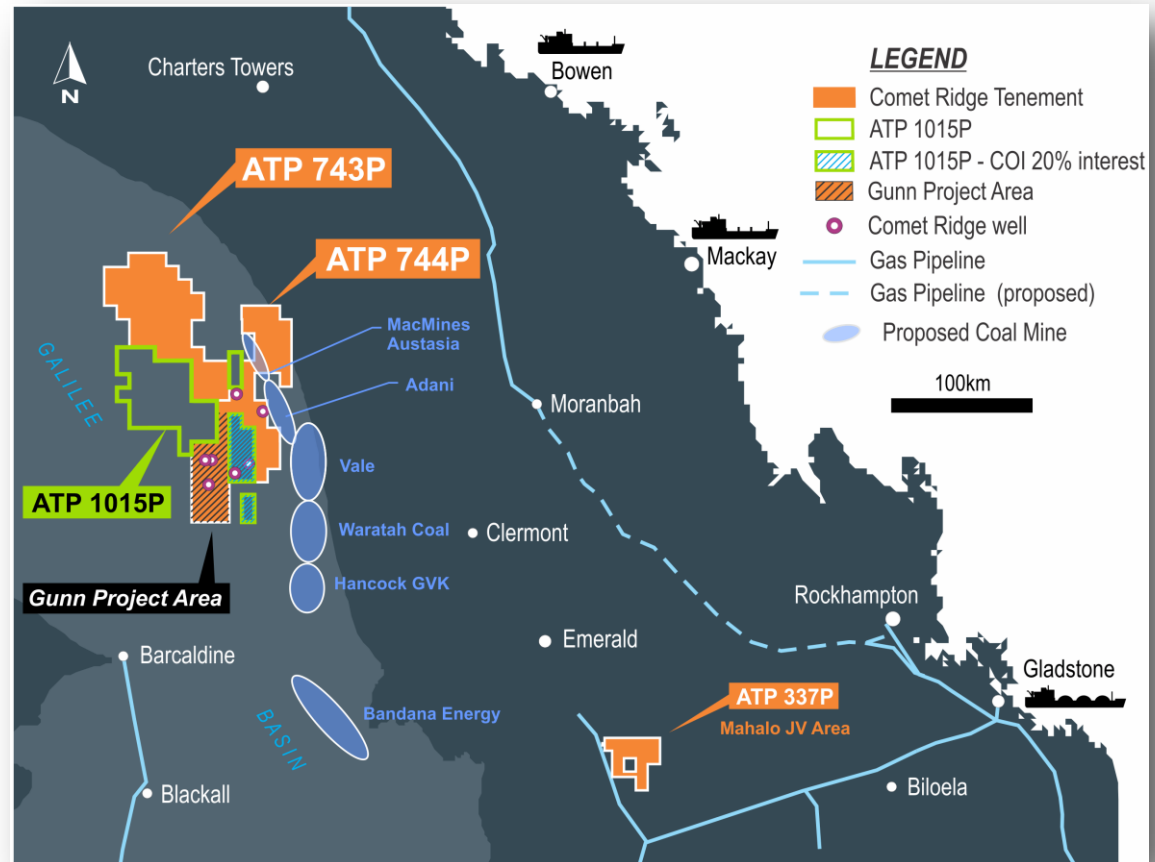 Charters Towers
N
Bowen
LEGEND
Comet Ridge Tenement
ATP 1015P
ATP 1015P - COI 20% interest
Gunn Project Area
Comet Ridge well
Gas Pipeline
Gas Pipeline (proposed)
Proposed Coal Mine
100km
ATP 743P
ATP 744P
Mackay
MacMines
Austasia
GALILEE
Adani
Moranbah
Vale
ATP 1015P
Waratah Coal
Clermont
Hancock GVK
Gunn Project Area
Rockhampton
Emerald
Barcaldine
Gladstone
ATP 337P
Mahalo JV Area
Bandana Energy
BASIN
Blackall
Biloela